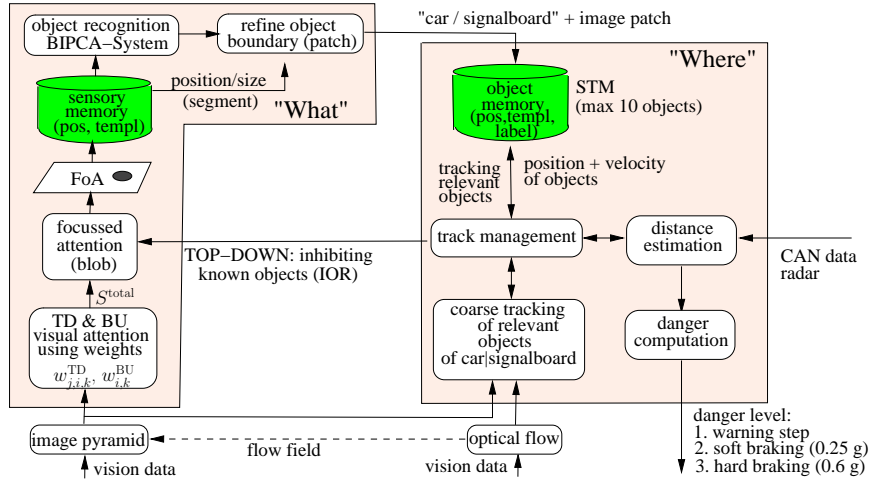 object recognition
BIPCA−System
refine object
boundary (patch)
"car / signalboard" + image patch
"What"
"Where"
position/size
(segment)
sensory
memory
(pos, templ)
object
memory
(pos,templ,
label)
STM
(max 10 objects)
FoA
tracking
relevant
objects
position + velocity
of objects
focussed
attention
(blob)
TOP−DOWN: inhibiting
known objects (IOR)
track management
distance
estimation
CAN data
radar
S^total
TD & BU
visual attention
using weights
w_{j,i,k}^{TD}, w_{i,k}^{BU}
coarse tracking
of relevant
objects
of car|signalboard
danger
computation
image pyramid
flow field
optical flow
vision data
vision data
danger level:
1. warning step
2. soft braking (0.25 g)
3. hard braking (0.6 g)